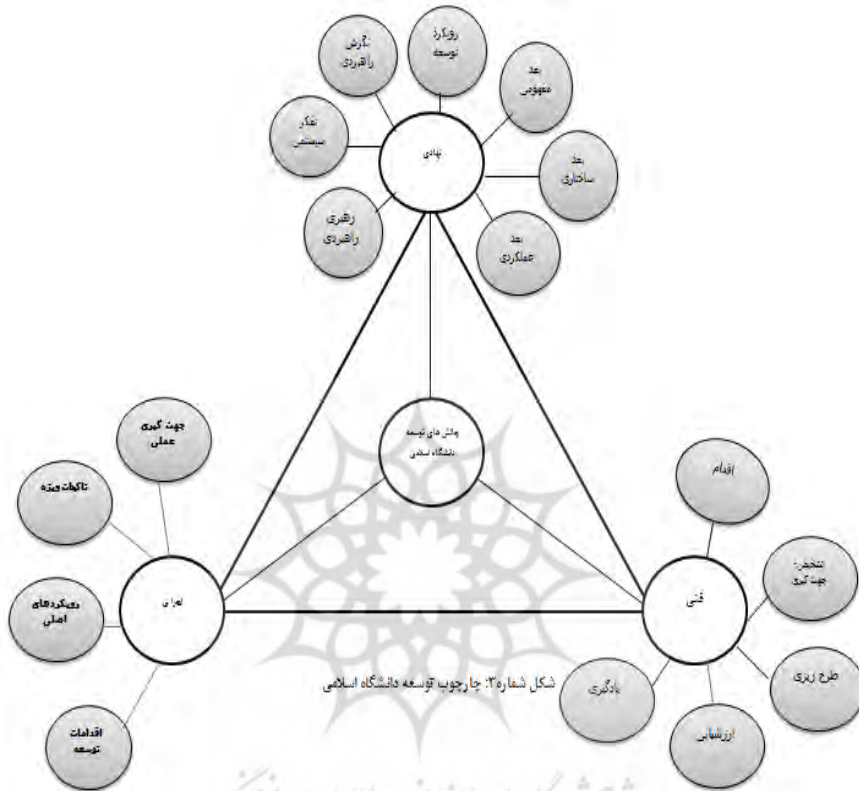 رویکرد
توسعه
نگرش
راهبردی
بعد
مفهومی
تفکر
سیستمی
نهادی
بعد
ساختاری
رهبری
راهبردی
بعد
عملکردی
چالش های توسعه
دانشگاه اسلامی
جهت گیری
عملی
تاکیدات ویژه
رویکردهای
اصلی
اقدامات
توسعه
اجرایی
اقدام
تشخیص؛
جهت گیری
فنی
طرح ریزی
یادگیری
ارزشیابی
شکل شماره۳: چارچوب توسعه دانشگاه اسلامی